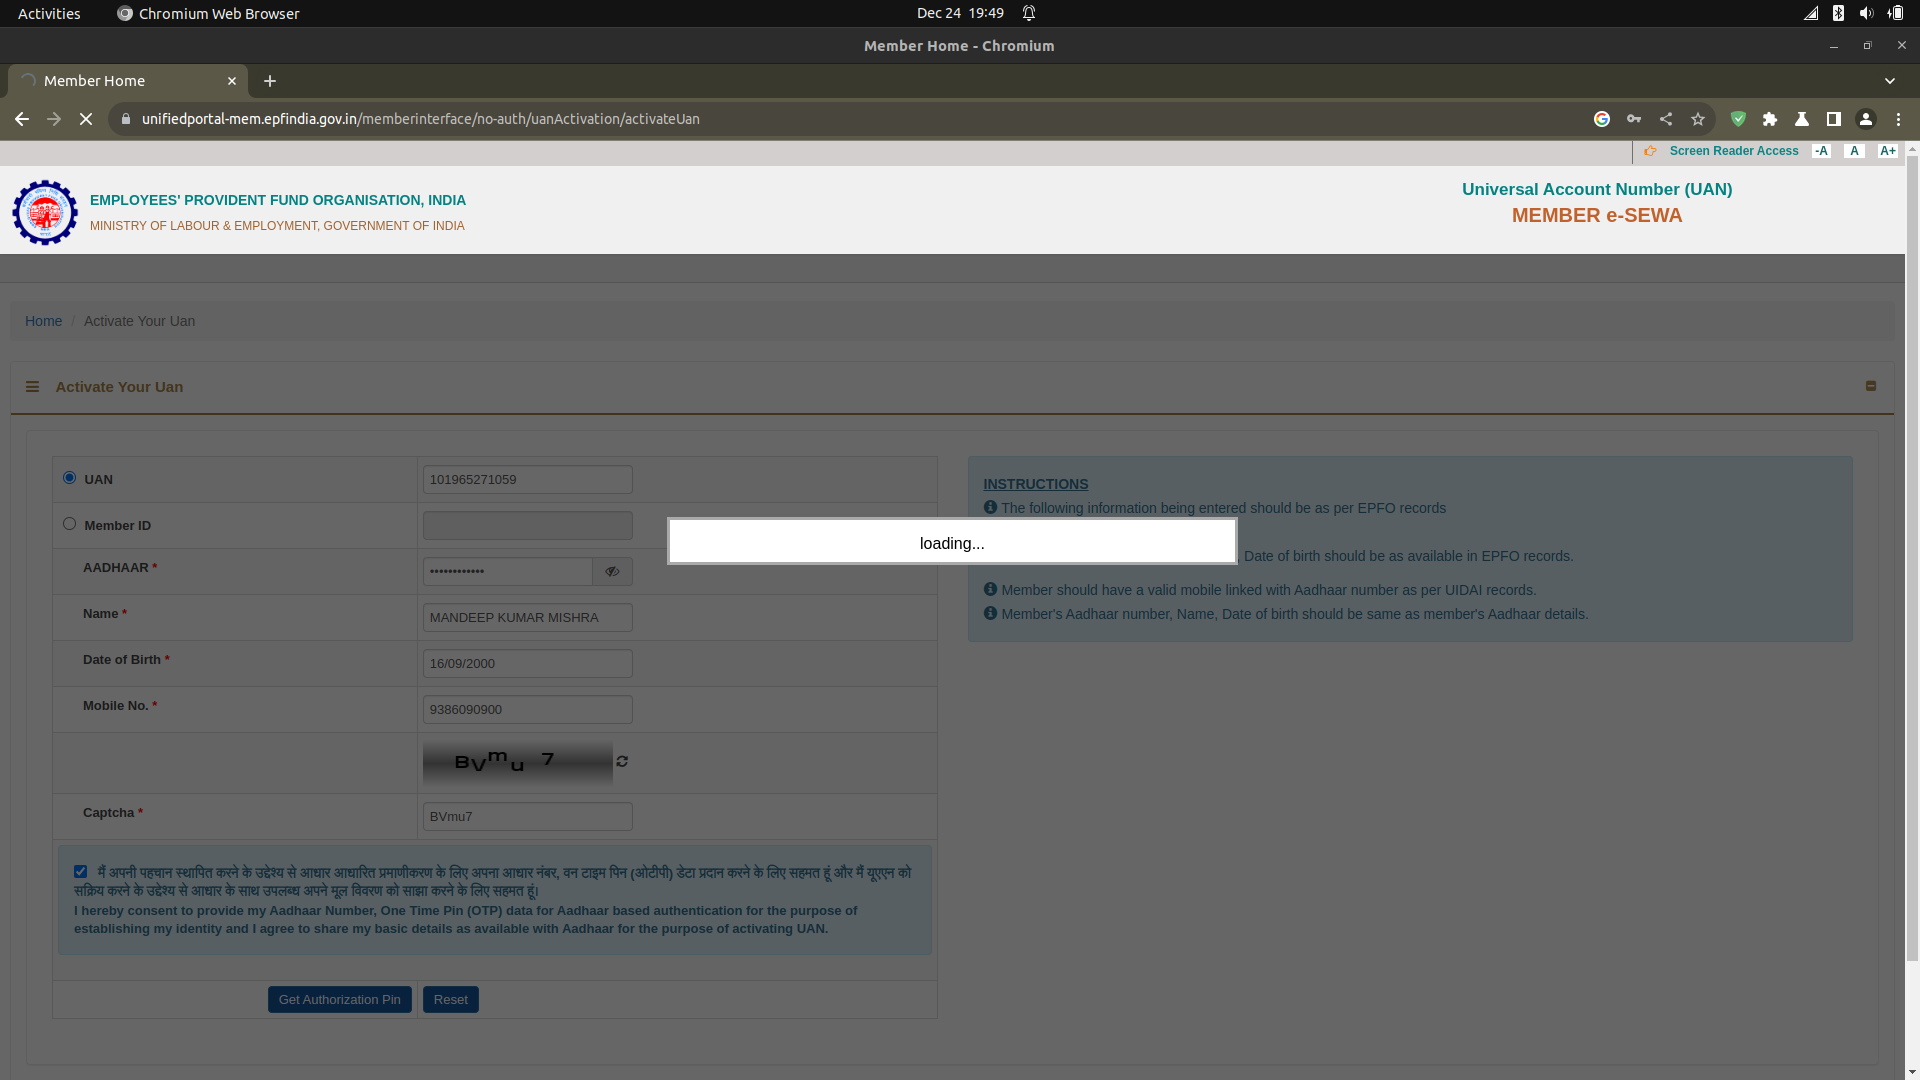 Activities
Chromium Web Browser
Dec 24 19:49
Member Home - Chromium
Member Home
unifiedportal-mem.epfindia.gov.in/memberinterface/no-auth/uanActivation/activateUan
Screen Reader Access -A A A+
EMPLOYEES' PROVIDENT FUND ORGANISATION, INDIA
MINISTRY OF LABOUR & EMPLOYMENT, GOVERNMENT OF INDIA
Universal Account Number (UAN)
MEMBER e-SEWA
Home / Activate Your Uan
Activate Your Uan
UAN 101965271059
Member ID
AADHAAR * ••••••••••••
Name * MANDEEP KUMAR MISHRA
Date of Birth * 16/09/2000
Mobile No. * 9386090900
BVmu 7
Captcha * BVmu7
मैं अपनी पहचान स्थापित करने के उद्देश्य से आधार आधारित प्रमाणीकरण के लिए अपना आधार नंबर, वन टाइम पिन (ओटीपी) डेटा प्रदान करने के लिए सहमत हूं और मैं यूएएन को
सक्रिय करने के उद्देश्य से आधार के साथ उपलब्ध अपने मूल विवरण को साझा करने के लिए सहमत हूं।
I hereby consent to provide my Aadhaar Number, One Time Pin (OTP) data for Aadhaar based authentication for the purpose of
establishing my identity and I agree to share my basic details as available with Aadhaar for the purpose of activating UAN.
Get Authorization Pin Reset
INSTRUCTIONS
The following information being entered should be as per EPFO records
loading...
Date of birth should be as available in EPFO records.
Member should have a valid mobile linked with Aadhaar number as per UIDAI records.
Member's Aadhaar number, Name, Date of birth should be same as member's Aadhaar details.